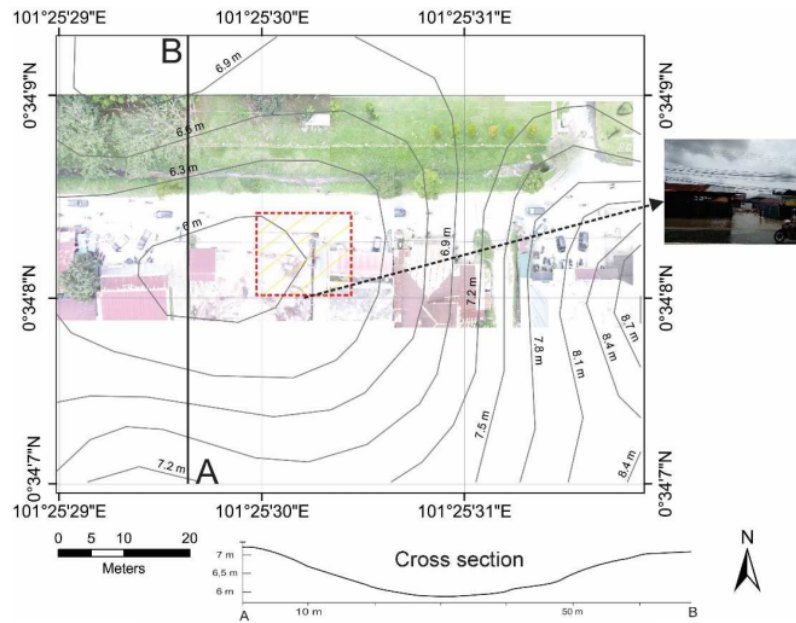 101°25'29"E 101°25'30"E 101°25'31"E
B
6.9 m
0°34'9"N 0°34'9"N
6.6 m
6.3 m
6 m
6.9 m
7.2 m
0°34'8"N 0°34'8"N
8.7 m
7.8 m
8.1 m
8.4 m
7.5 m
7.2 m
8.4 m
A
0°34'7"N 0°34'7"N
101°25'29"E 101°25'30"E 101°25'31"E
0 5 10 20
Meters
N
Cross section
7 m
6,5 m
6 m
A 10 m 50 m B